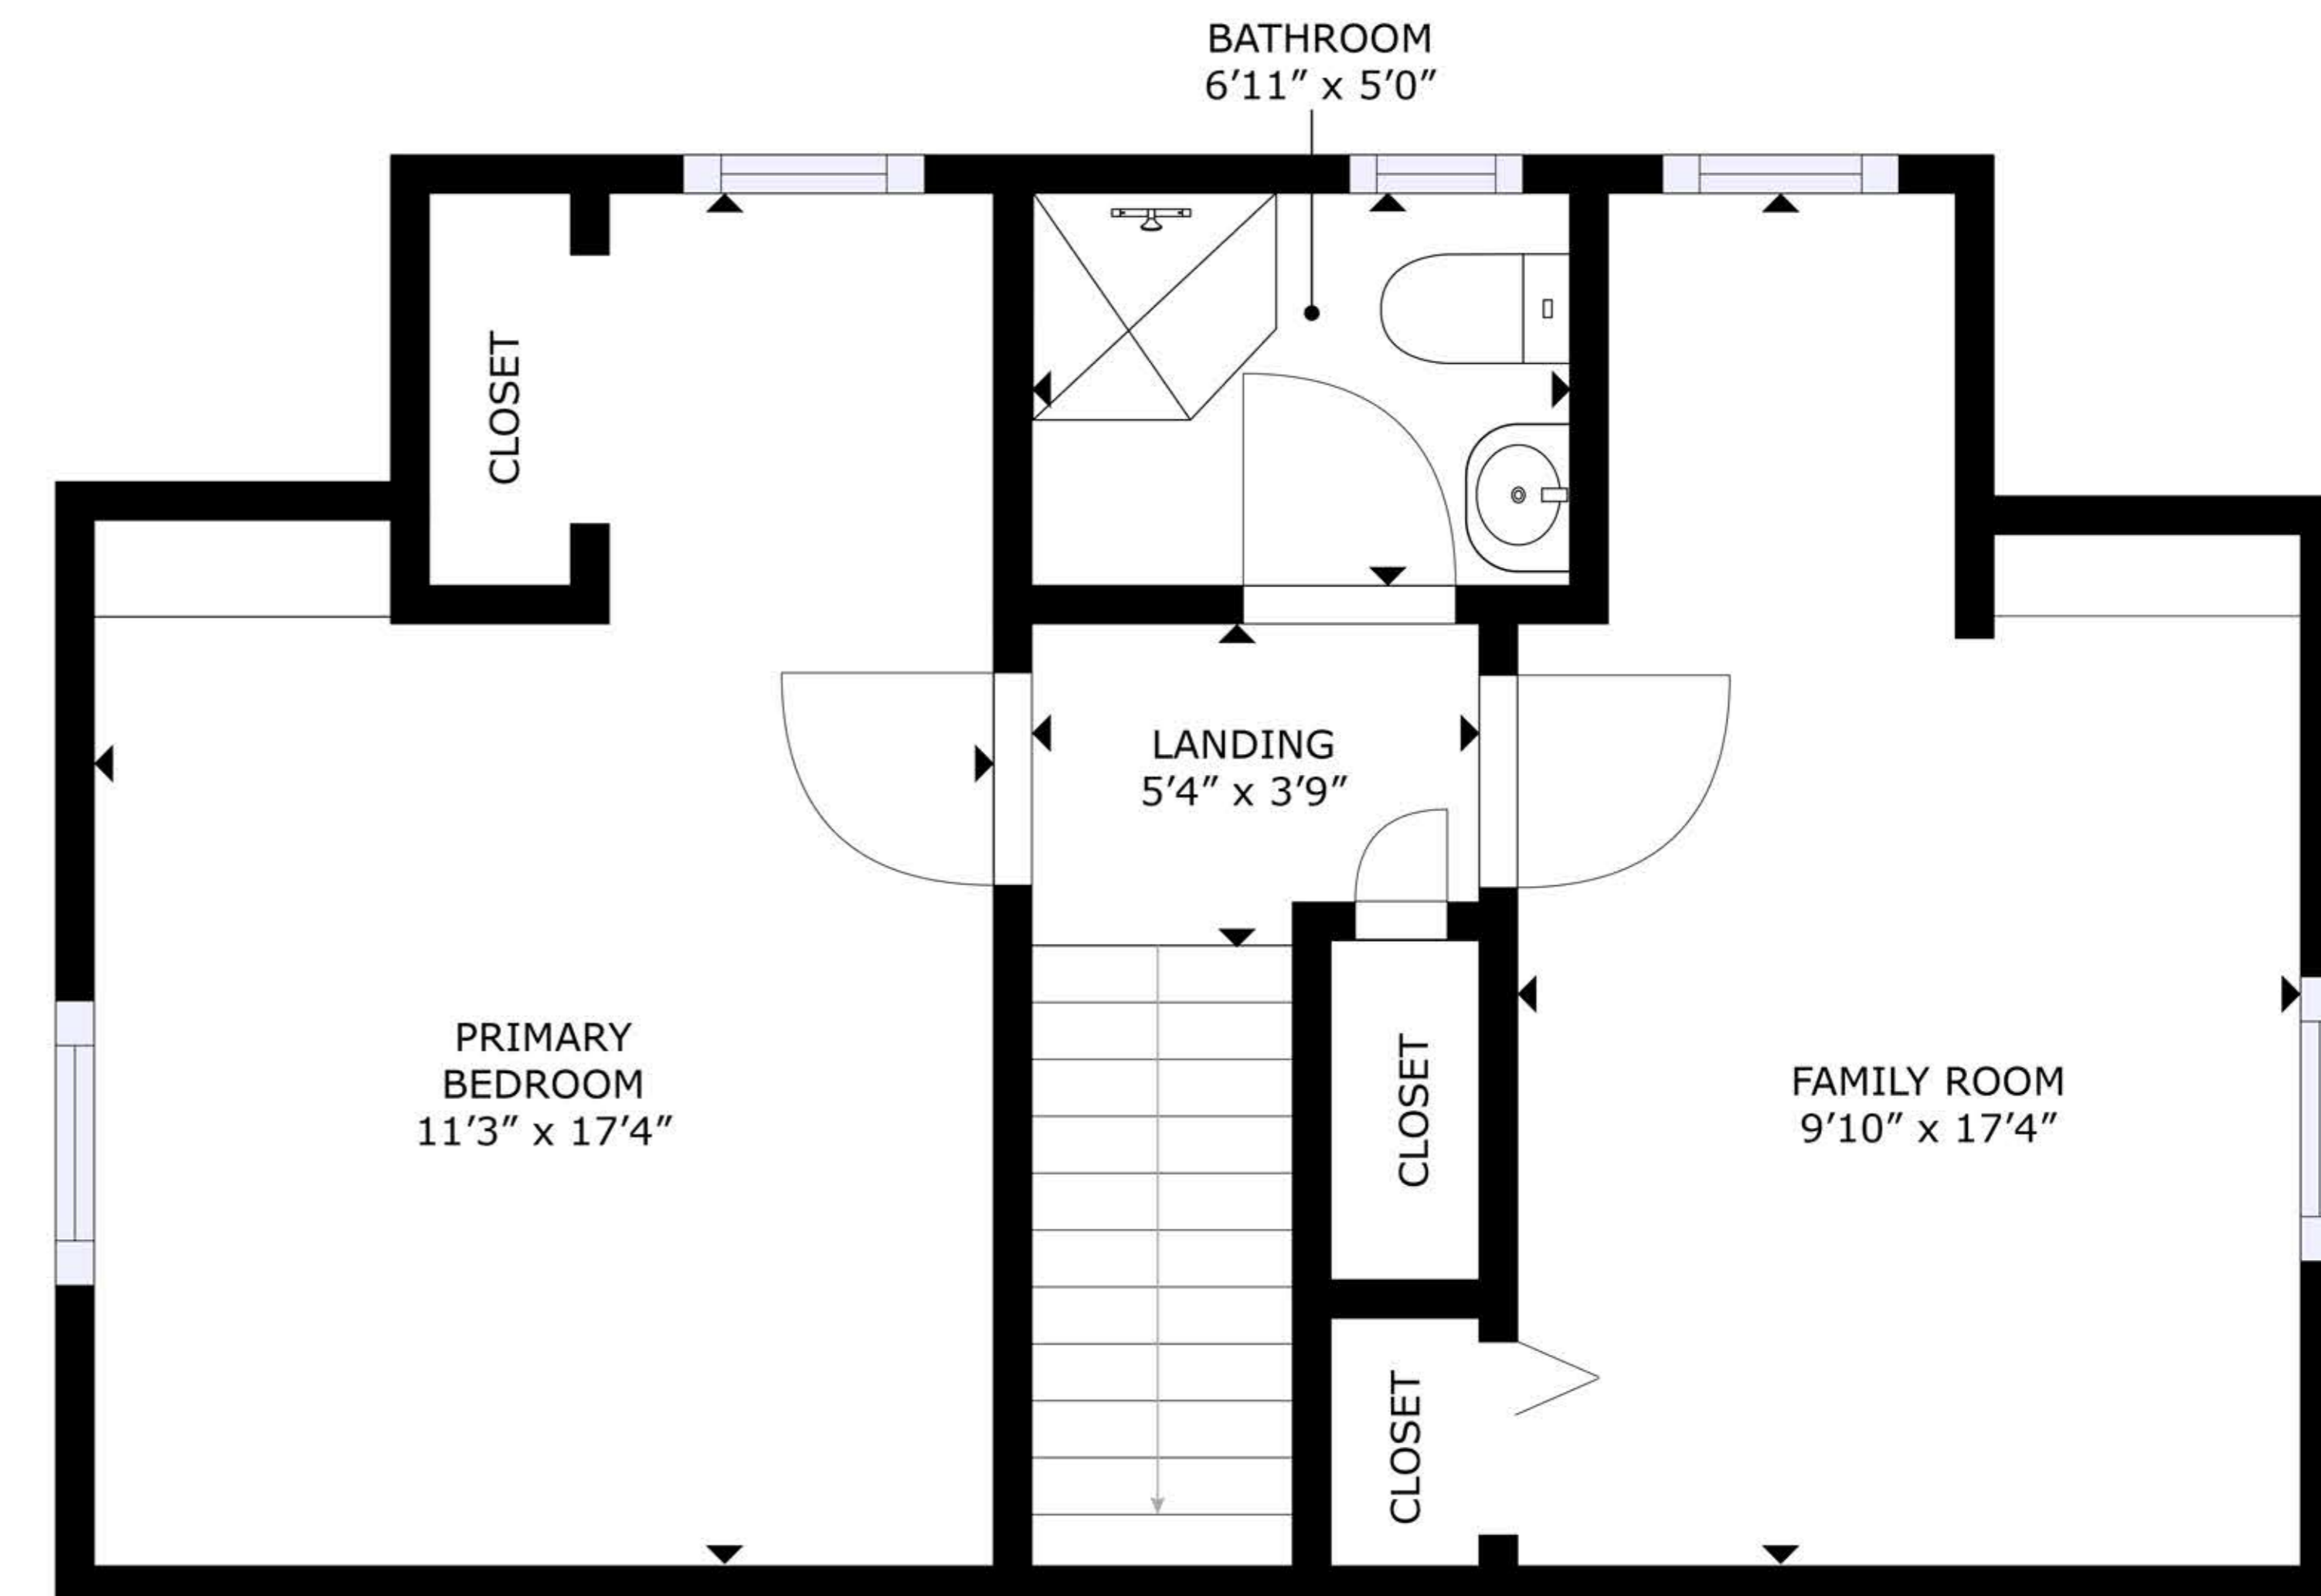 BATHROOM
6′11″ x 5′0″
CLOSET
LANDING
5′4″ x 3′9″
PRIMARY
BEDROOM
11′3″ x 17′4″
CLOSET
FAMILY ROOM
9′10″ x 17′4″
CLOSET